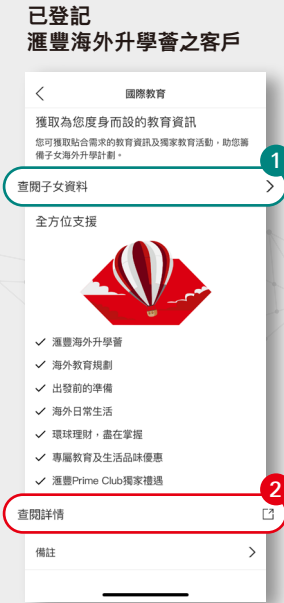 已登記
滙豐海外升學薈之客戶
國際教育
獲取為您度身而設的教育資訊
您可獲取貼合需求的教育資訊及獨家教育活動，助您籌
備子女海外升學計劃。
1
查閱子女資料
全方位支援
滙豐海外升學薈
海外教育規劃
出發前的準備
海外日常生活
環球理財，盡在掌握
專屬教育及生活品味優惠
滙豐Prime Club獨家禮遇
2
查閱詳情
備註